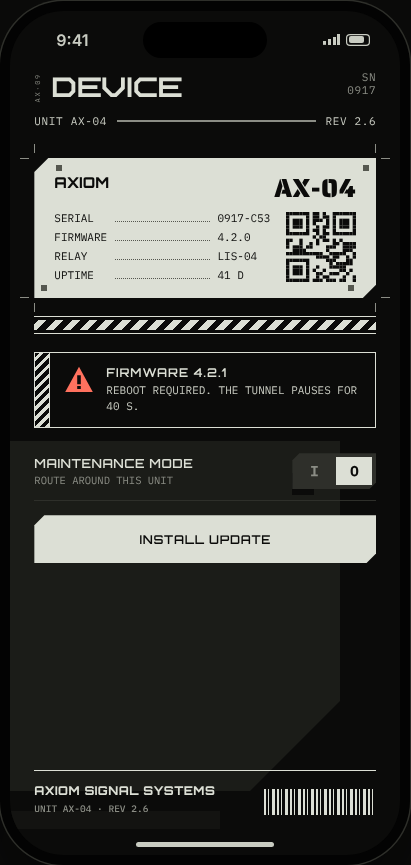 9:41
AX-09
DEVICE
SN
0917
UNIT AX-04
REV 2.6
AXIOM
AX-04
SERIAL 0917-C53
FIRMWARE 4.2.0
RELAY LIS-04
UPTIME 41 D
FIRMWARE 4.2.1
REBOOT REQUIRED. THE TUNNEL PAUSES FOR
40 S.
MAINTENANCE MODE
ROUTE AROUND THIS UNIT
I O
INSTALL UPDATE
AXIOM SIGNAL SYSTEMS
UNIT AX-04 · REV 2.6